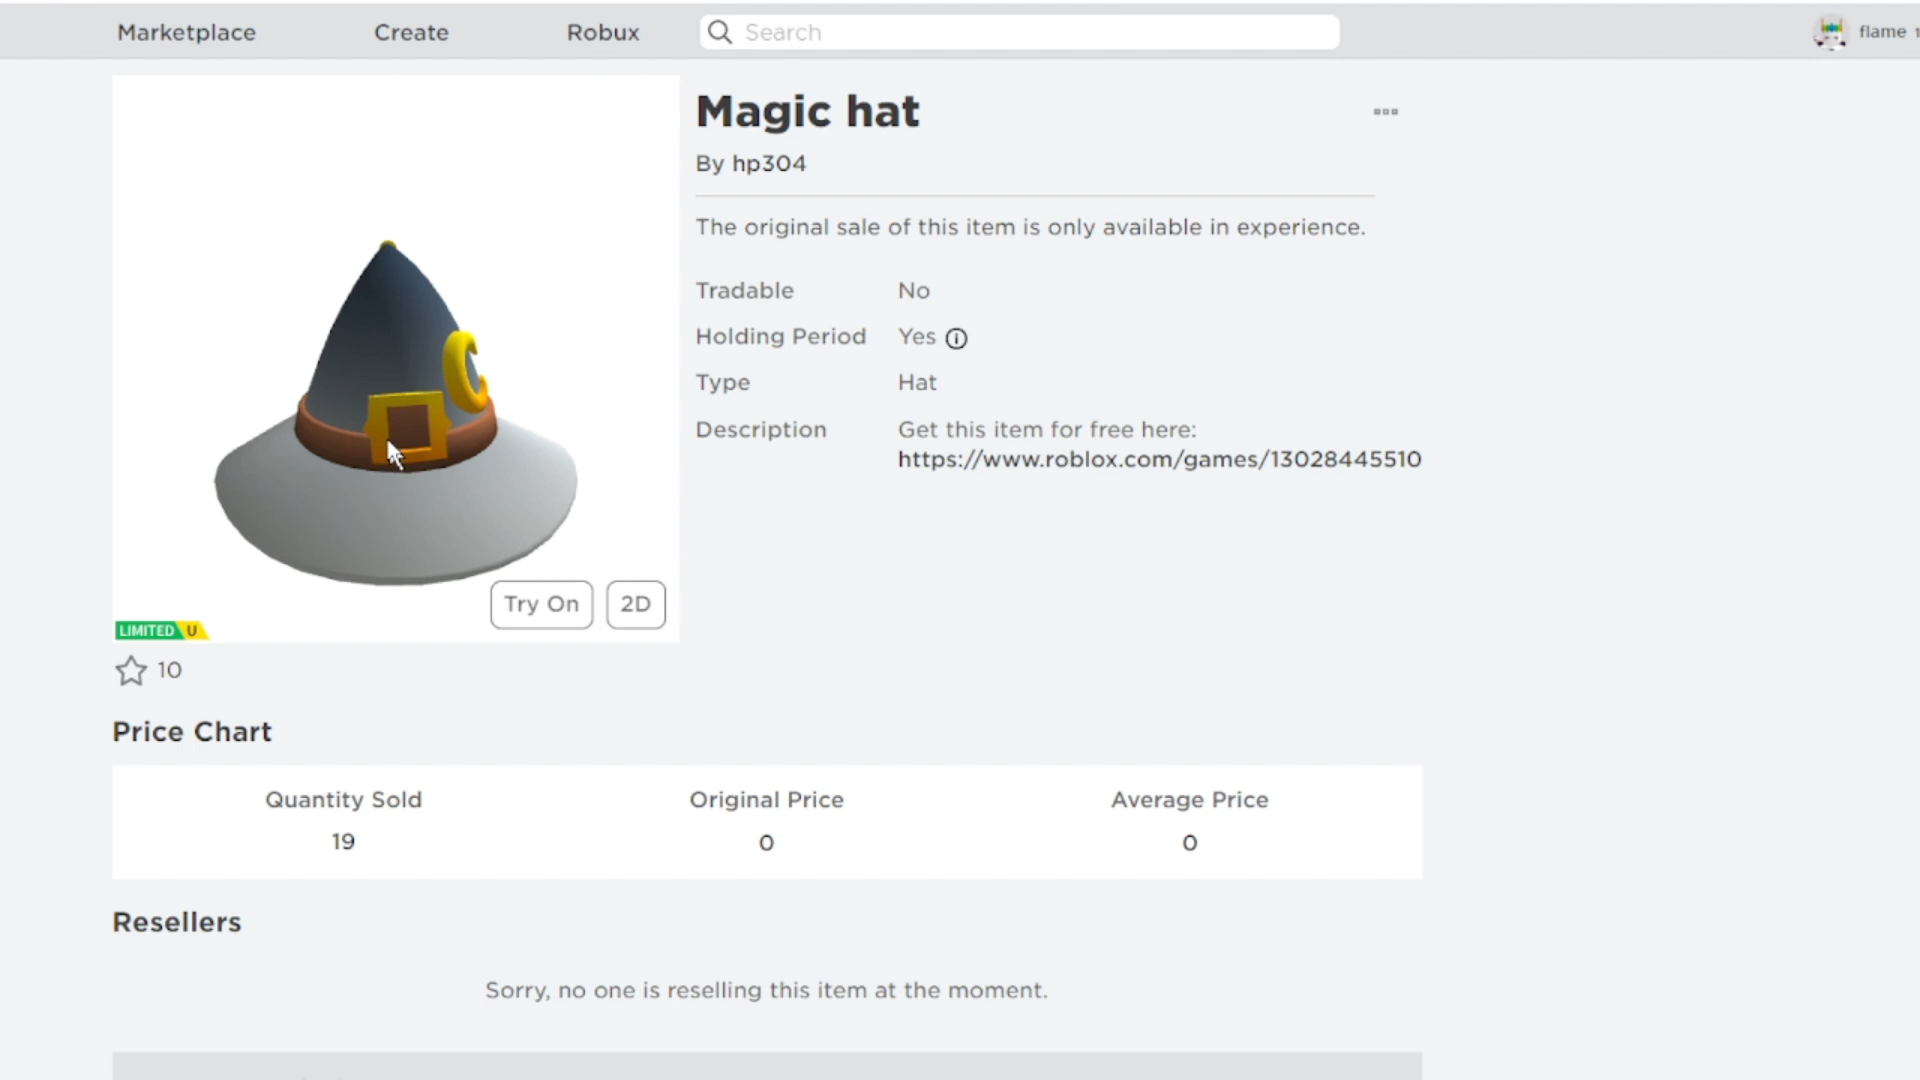 Marketplace
Create
Robux
Search
flame
Magic hat
By hp304
The original sale of this item is only available in experience.
Tradable No
Holding Period Yes
Type Hat
Description Get this item for free here:
https://www.roblox.com/games/13028445510
Try On
2D
LIMITED U
10
Price Chart
Quantity Sold
19
Original Price
0
Average Price
0
Resellers
Sorry, no one is reselling this item at the moment.